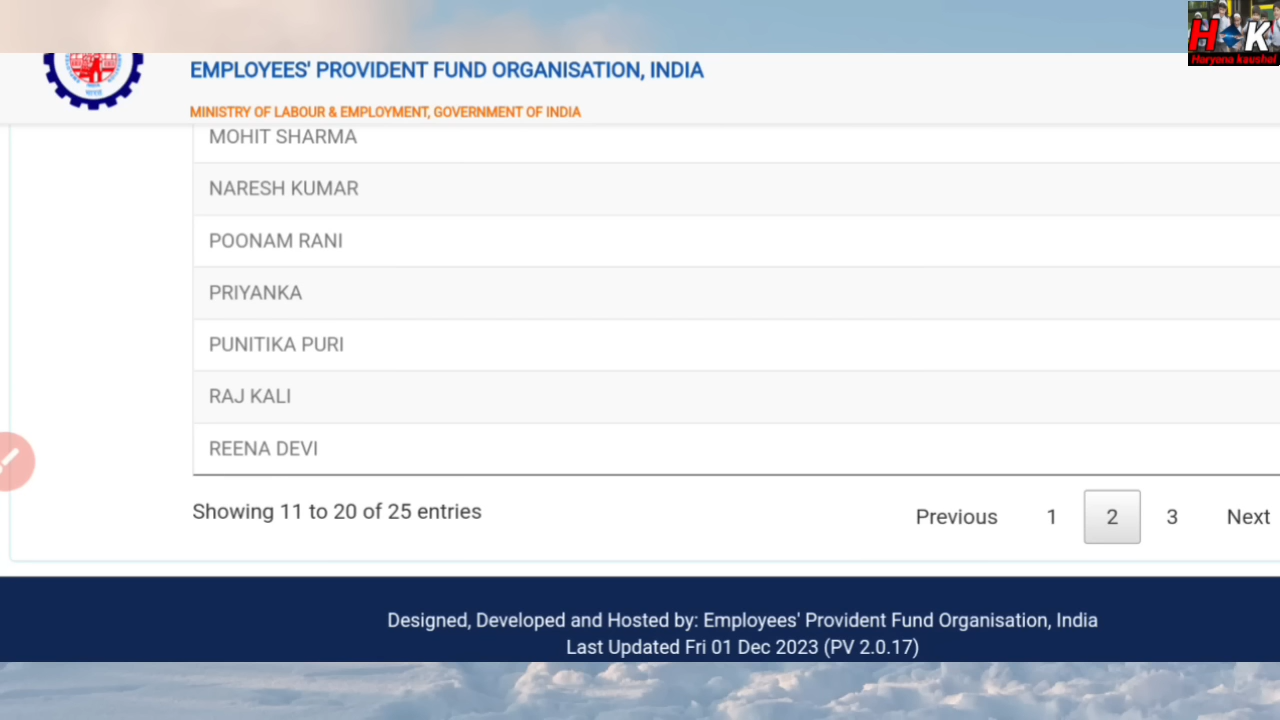 H K
Haryana kaushal
EMPLOYEES' PROVIDENT FUND ORGANISATION, INDIA
MINISTRY OF LABOUR & EMPLOYMENT, GOVERNMENT OF INDIA
MOHIT SHARMA
NARESH KUMAR
POONAM RANI
PRIYANKA
PUNITIKA PURI
RAJ KALI
REENA DEVI
Showing 11 to 20 of 25 entries
Previous 1 2 3 Next
Designed, Developed and Hosted by: Employees' Provident Fund Organisation, India
Last Updated Fri 01 Dec 2023 (PV 2.0.17)